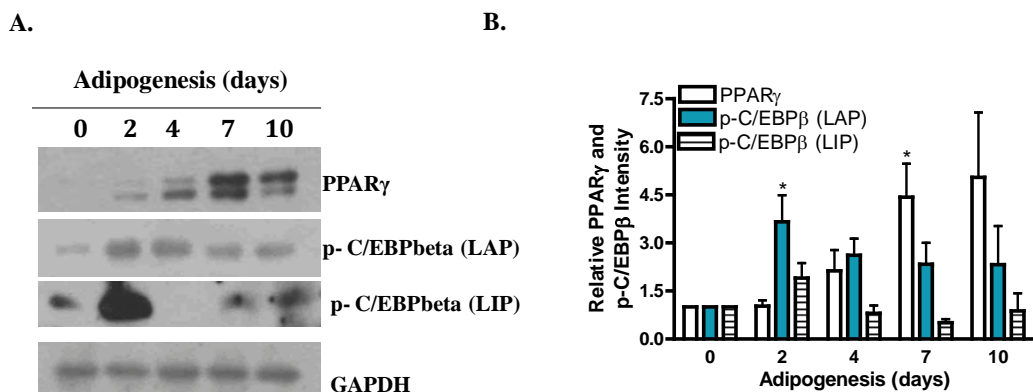 A.
Adipogenesis (days)
0 2 4 7 10
PPARγ
p- C/EBPbeta (LAP)
p- C/EBPbeta (LIP)
GAPDH
B.
PPARγ
p-C/EBPβ (LAP)
p-C/EBPβ (LIP)
Relative PPARγ and
p-C/EBPβ Intensity
7.5
6.0
4.5
3.0
1.5
0.0
* *
0 2 4 7 10
Adipogenesis (days)